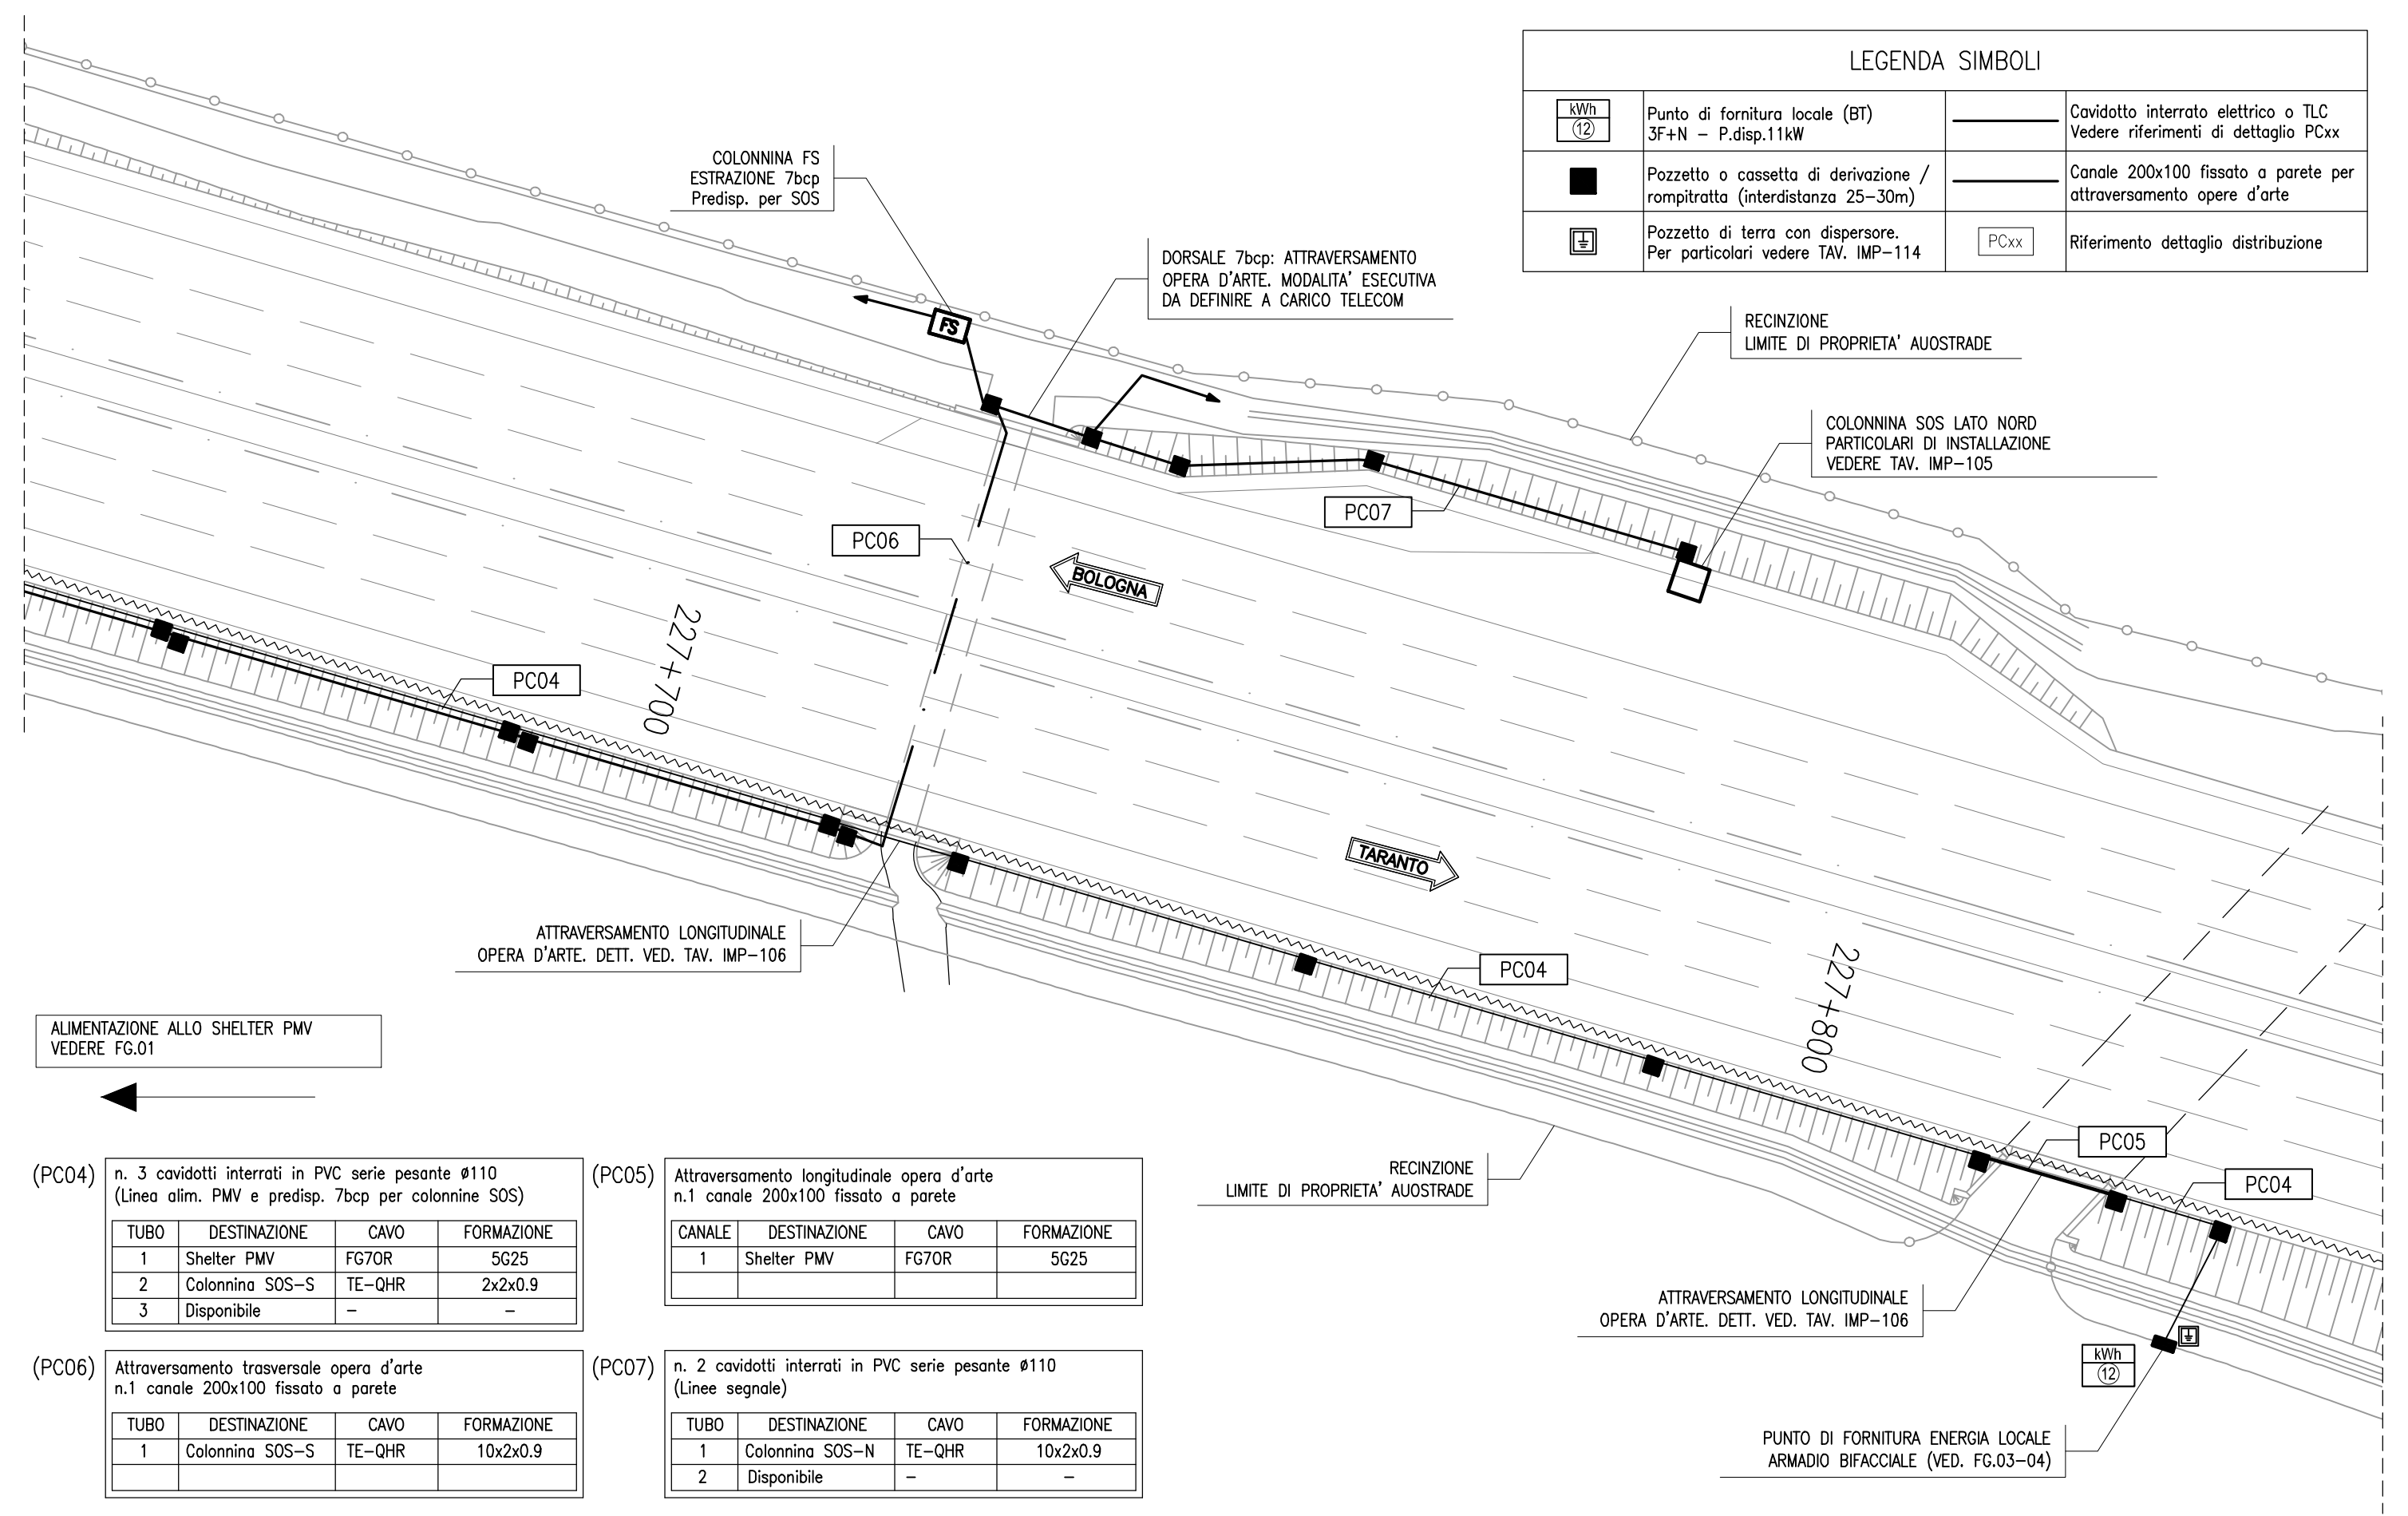 LEGENDA SIMBOLI
kWh
12
Punto di fornitura locale (BT)
3F+N – P.disp.11kW
Cavidotto interrato elettrico o TLC
Vedere riferimenti di dettaglio PCxx
Pozzetto o cassetta di derivazione /
rompitratta (interdistanza 25–30m)
Canale 200x100 fissato a parete per
attraversamento opere d'arte
Pozzetto di terra con dispersore.
Per particolari vedere TAV. IMP–114
PCxx
Riferimento dettaglio distribuzione
COLONNINA FS
ESTRAZIONE 7bcp
Predisp. per SOS
DORSALE 7bcp: ATTRAVERSAMENTO
OPERA D'ARTE. MODALITA' ESECUTIVA
DA DEFINIRE A CARICO TELECOM
FS
RECINZIONE
LIMITE DI PROPRIETA' AUOSTRADE
COLONNINA SOS LATO NORD
PARTICOLARI DI INSTALLAZIONE
VEDERE TAV. IMP–105
PC07
PC06
BOLOGNA
227+700
PC04
TARANTO
ATTRAVERSAMENTO LONGITUDINALE
OPERA D'ARTE. DETT. VED. TAV. IMP–106
PC04
227+800
ALIMENTAZIONE ALLO SHELTER PMV
VEDERE FG.01
PC05
PC04
RECINZIONE
LIMITE DI PROPRIETA' AUOSTRADE
ATTRAVERSAMENTO LONGITUDINALE
OPERA D'ARTE. DETT. VED. TAV. IMP–106
kWh
12
PUNTO DI FORNITURA ENERGIA LOCALE
ARMADIO BIFACCIALE (VED. FG.03–04)
(PC04)
n. 3 cavidotti interrati in PVC serie pesante ø110
(Linea alim. PMV e predisp. 7bcp per colonnine SOS)
TUBO DESTINAZIONE CAVO FORMAZIONE
1 Shelter PMV FG7OR 5G25
2 Colonnina SOS–S TE–QHR 2x2x0.9
3 Disponibile – –
(PC05)
Attraversamento longitudinale opera d'arte
n.1 canale 200x100 fissato a parete
CANALE DESTINAZIONE CAVO FORMAZIONE
1 Shelter PMV FG7OR 5G25
(PC06)
Attraversamento trasversale opera d'arte
n.1 canale 200x100 fissato a parete
TUBO DESTINAZIONE CAVO FORMAZIONE
1 Colonnina SOS–S TE–QHR 10x2x0.9
(PC07)
n. 2 cavidotti interrati in PVC serie pesante ø110
(Linee segnale)
TUBO DESTINAZIONE CAVO FORMAZIONE
1 Colonnina SOS–N TE–QHR 10x2x0.9
2 Disponibile – –